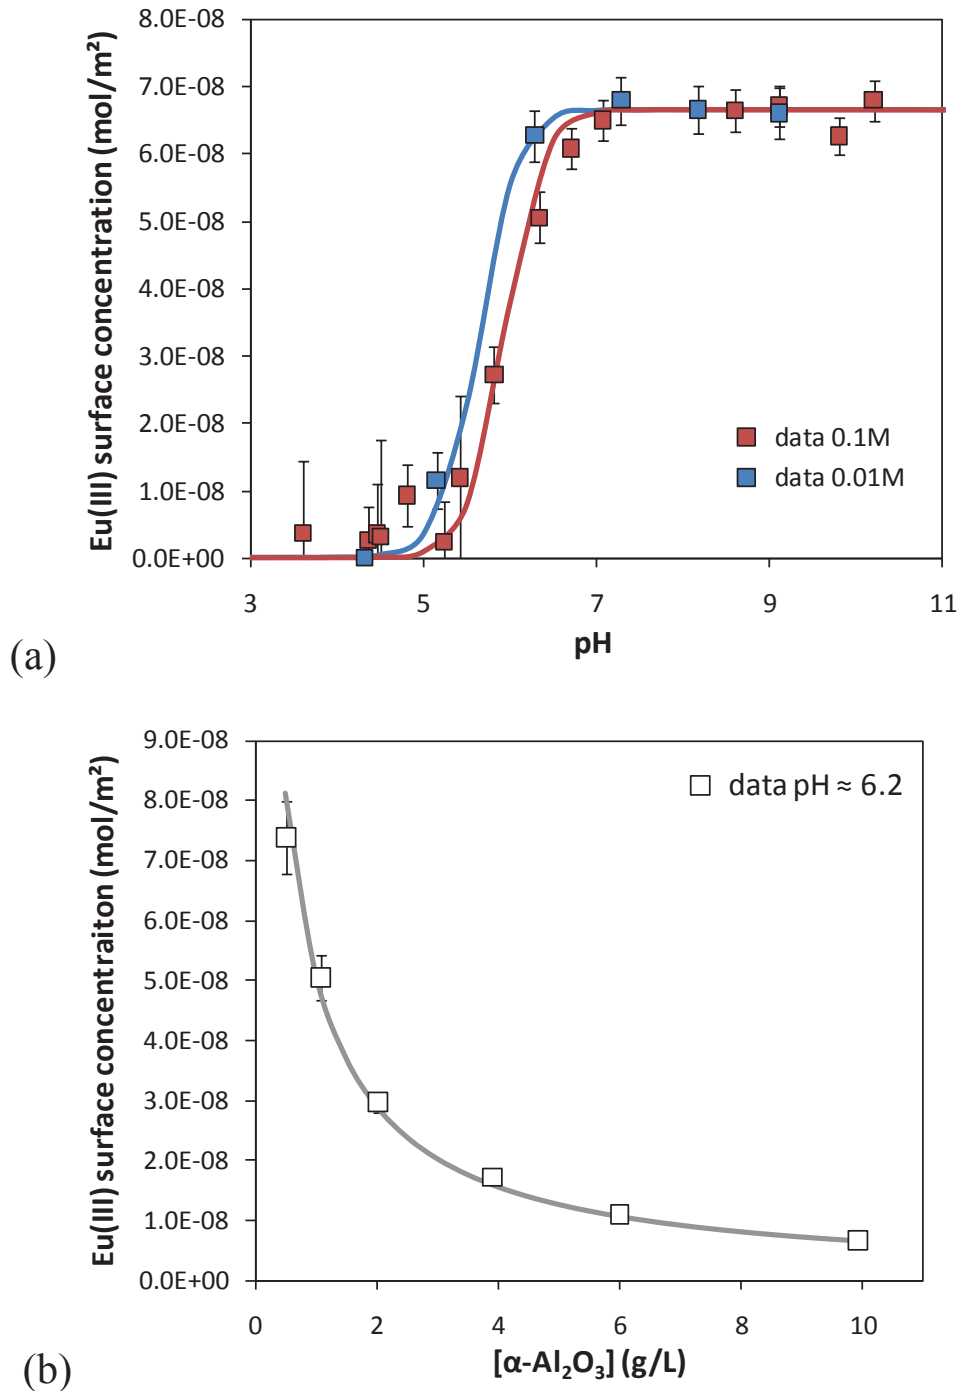 8.0E-08
7.0E-08
6.0E-08
5.0E-08
4.0E-08
3.0E-08
2.0E-08
1.0E-08
0.0E+00
Eu(III) surface concentration (mol/m²)
data 0.1M
data 0.01M
3 5 7 9 11
pH
(a)
9.0E-08
8.0E-08
7.0E-08
6.0E-08
5.0E-08
4.0E-08
3.0E-08
2.0E-08
1.0E-08
0.0E+00
Eu(III) surface concentraiton (mol/m²)
data pH ≈ 6.2
0 2 4 6 8 10
[α-Al₂O₃] (g/L)
(b)